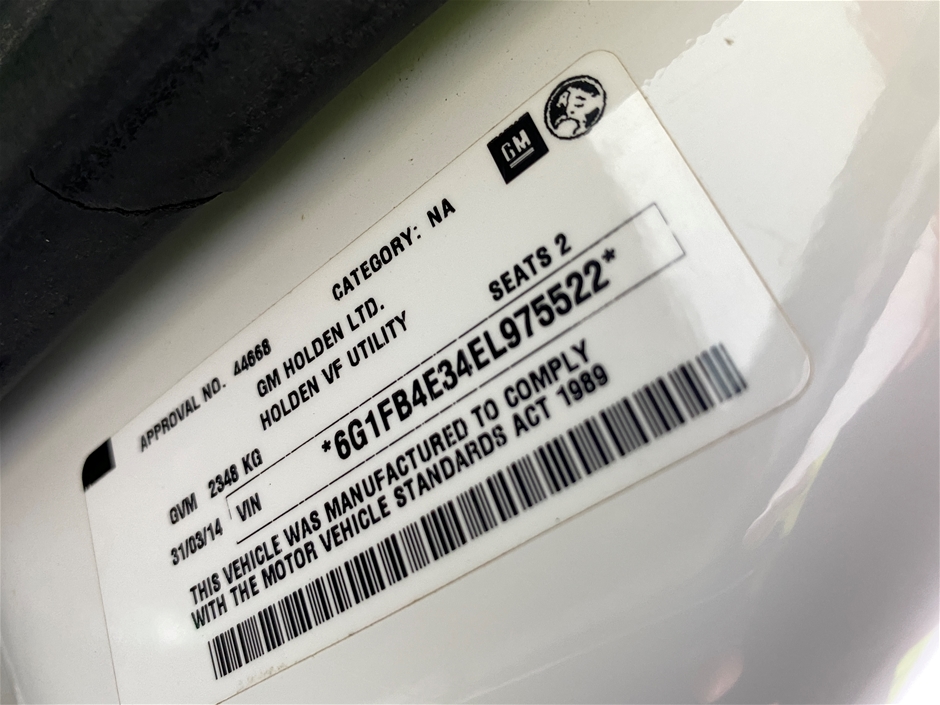 GM
APPROVAL NO. 44668 CATEGORY: NA
GM HOLDEN LTD.
HOLDEN VF UTILITY
GVM 2348 KG SEATS 2
31/03/14 VIN *6G1FB4E34EL975522*
THIS VEHICLE WAS MANUFACTURED TO COMPLY
WITH THE MOTOR VEHICLE STANDARDS ACT 1989